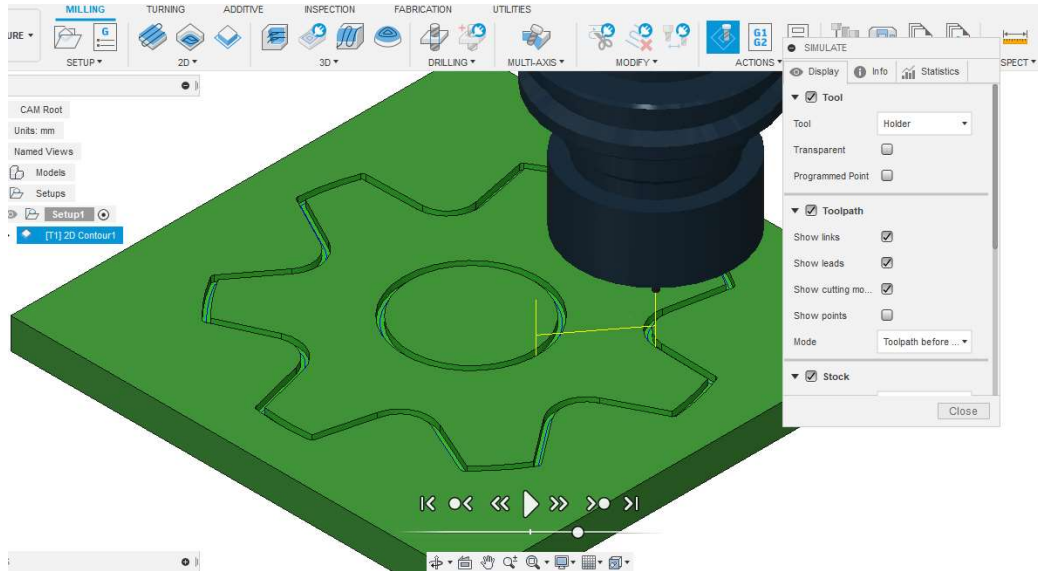 MILLING TURNING ADDITIVE INSPECTION FABRICATION UTILITIES
URE
G
G1
G2
SETUP 2D 3D DRILLING MULTI-AXIS MODIFY ACTIONS SPECT
SIMULATE
Display Info Statistics
Tool
Tool Holder
Transparent
Programmed Point
Toolpath
Show links
Show leads
Show cutting mo...
Show points
Mode Toolpath before ...
Stock
Close
CAM Root
Units: mm
Named Views
Models
Setups
Setup1
[T1] 2D Contour1